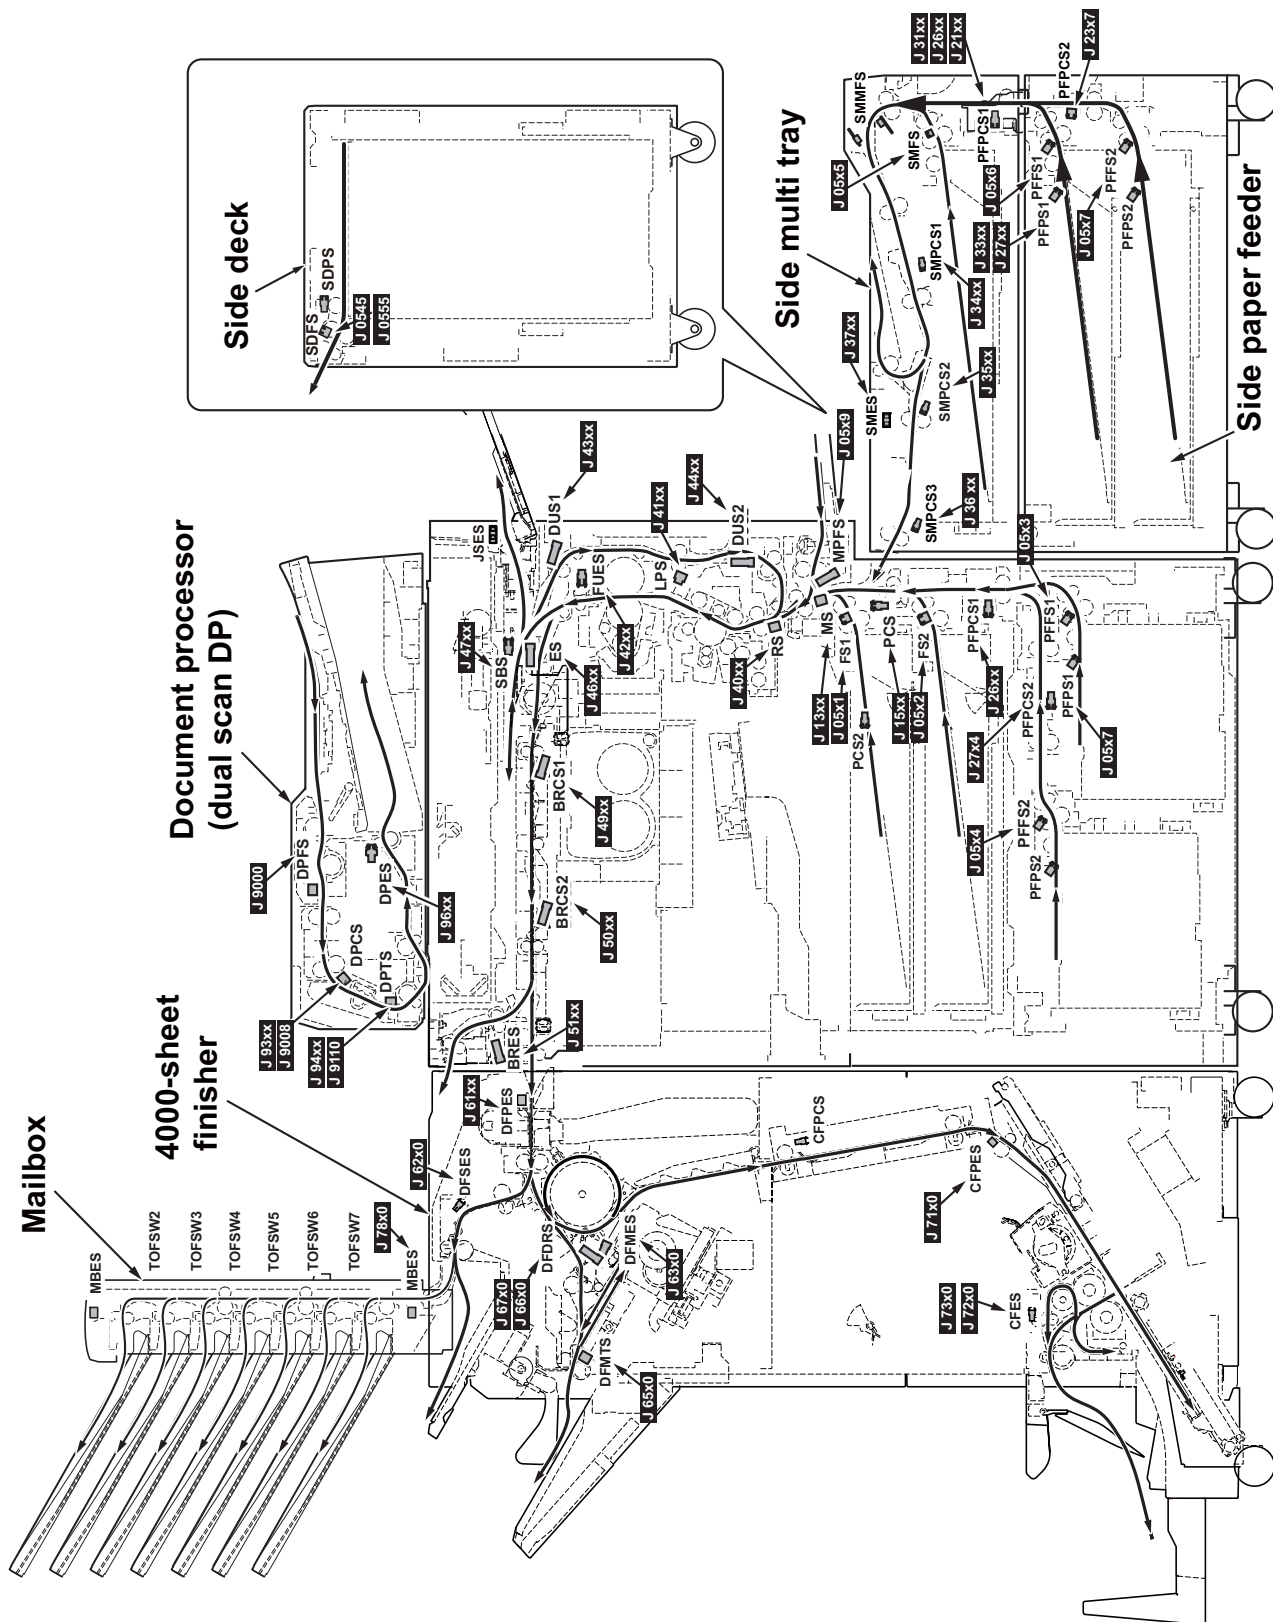 Mailbox
4000-sheet
finisher
Document processor
(dual scan DP)
Side deck
Side multi tray
Side paper feeder
MBES
TOFSW2
TOFSW3
TOFSW4
TOFSW5
TOFSW6
TOFSW7
J 78x0
MBES
J 62x0
DFSES
J 61xx
DFPES
DFDRS
J 67x0
J 66x0
DFMES
J 63x0
DFMTS
J 65x0
CFPCS
CFPES
J 71x0
J 73x0
J 72x0
CFES
J 9000
DPFS
DPES
J 96xx
DPCS
DPTS
J 93xx
J 9008
J 94xx
J 9110
SDFS
SDPS
J 0545
J 0555
JSES
J 47xx
SBS
DUS1
J 43xx
FUES
J 42xx
ES
J 46xx
LPS
J 41xx
DUS2
J 44xx
BRCS1
J 49xx
BRCS2
J 50xx
BRES
J 51xx
RS
J 40xx
MPFS
J 05x9
MS
J 13xx
J 05x1
FS1
PCS2
PCS
J 15xx
J 05x2
FS2
PFPCS1
J 26xx
PFPCS2
J 27x4
PFFS1
J 05x3
PFPS1
J 05x7
PFFS2
J 05x4
PFPS2
SMES
J 37xx
SMPCS1
J 34xx
SMPCS2
J 35xx
SMPCS3
J 36 xx
SMMFS
SMFS
J 05x5
J 31xx
J 26xx
J 21xx
PFPCS1
PFPCS2
J 23x7
J 05x6
PFFS1
PFPS1
J 33xx
J 27xx
PFFS2
J 05x7
PFPS2